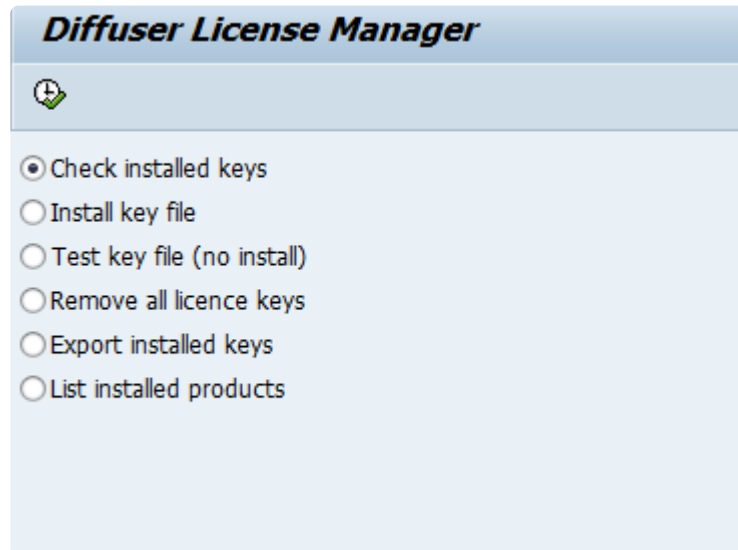 Diffuser License Manager
Check installed keys
Install key file
Test key file (no install)
Remove all licence keys
Export installed keys
List installed products